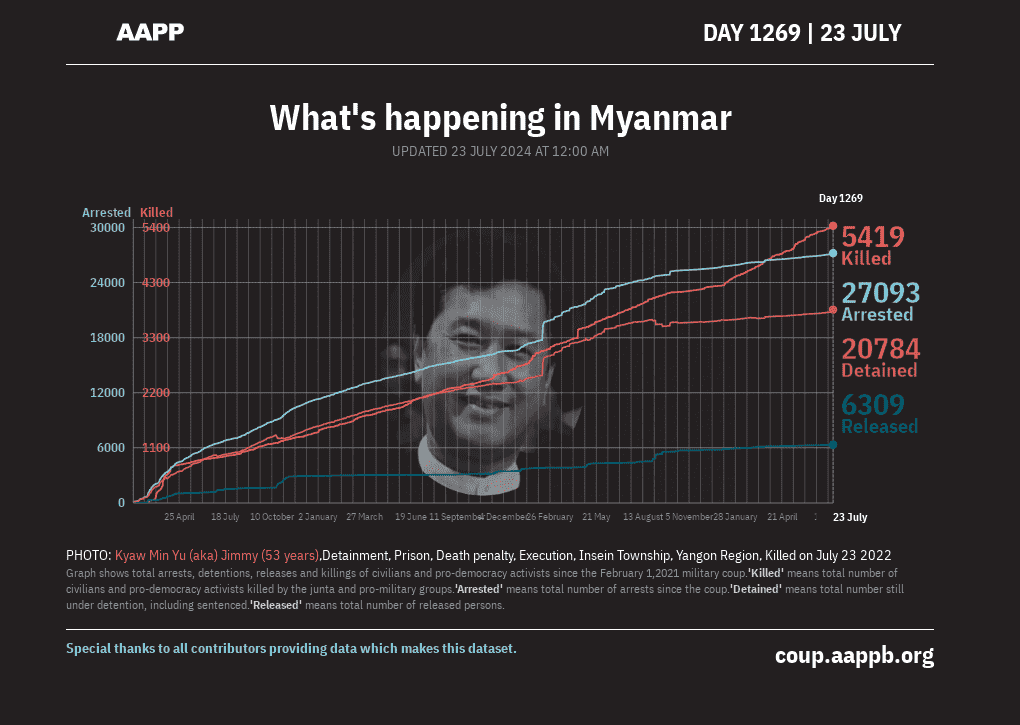 AAPP
DAY 1269 | 23 JULY
What's happening in Myanmar
UPDATED 23 JULY 2024 AT 12:00 AM
Day 1269
Arrested Killed
30000 5400
24000 4300
18000 3300
12000 2200
6000 1100
0
5419
Killed
27093
Arrested
20784
Detained
6309
Released
25 April 18 July 10 October 2 January 27 March 19 June 11 September 4 December 26 February 21 May 13 August 5 November 28 January 21 April 23 July
PHOTO: Kyaw Min Yu (aka) Jimmy (53 years),Detainment, Prison, Death penalty, Execution, Insein Township, Yangon Region, Killed on July 23 2022
Graph shows total arrests, detentions, releases and killings of civilians and pro-democracy activists since the February 1,2021 military coup.'Killed' means total number of
civilians and pro-democracy activists killed by the junta and pro-military groups.'Arrested' means total number of arrests since the coup.'Detained' means total number still
under detention, including sentenced.'Released' means total number of released persons.
Special thanks to all contributors providing data which makes this dataset.
coup.aappb.org